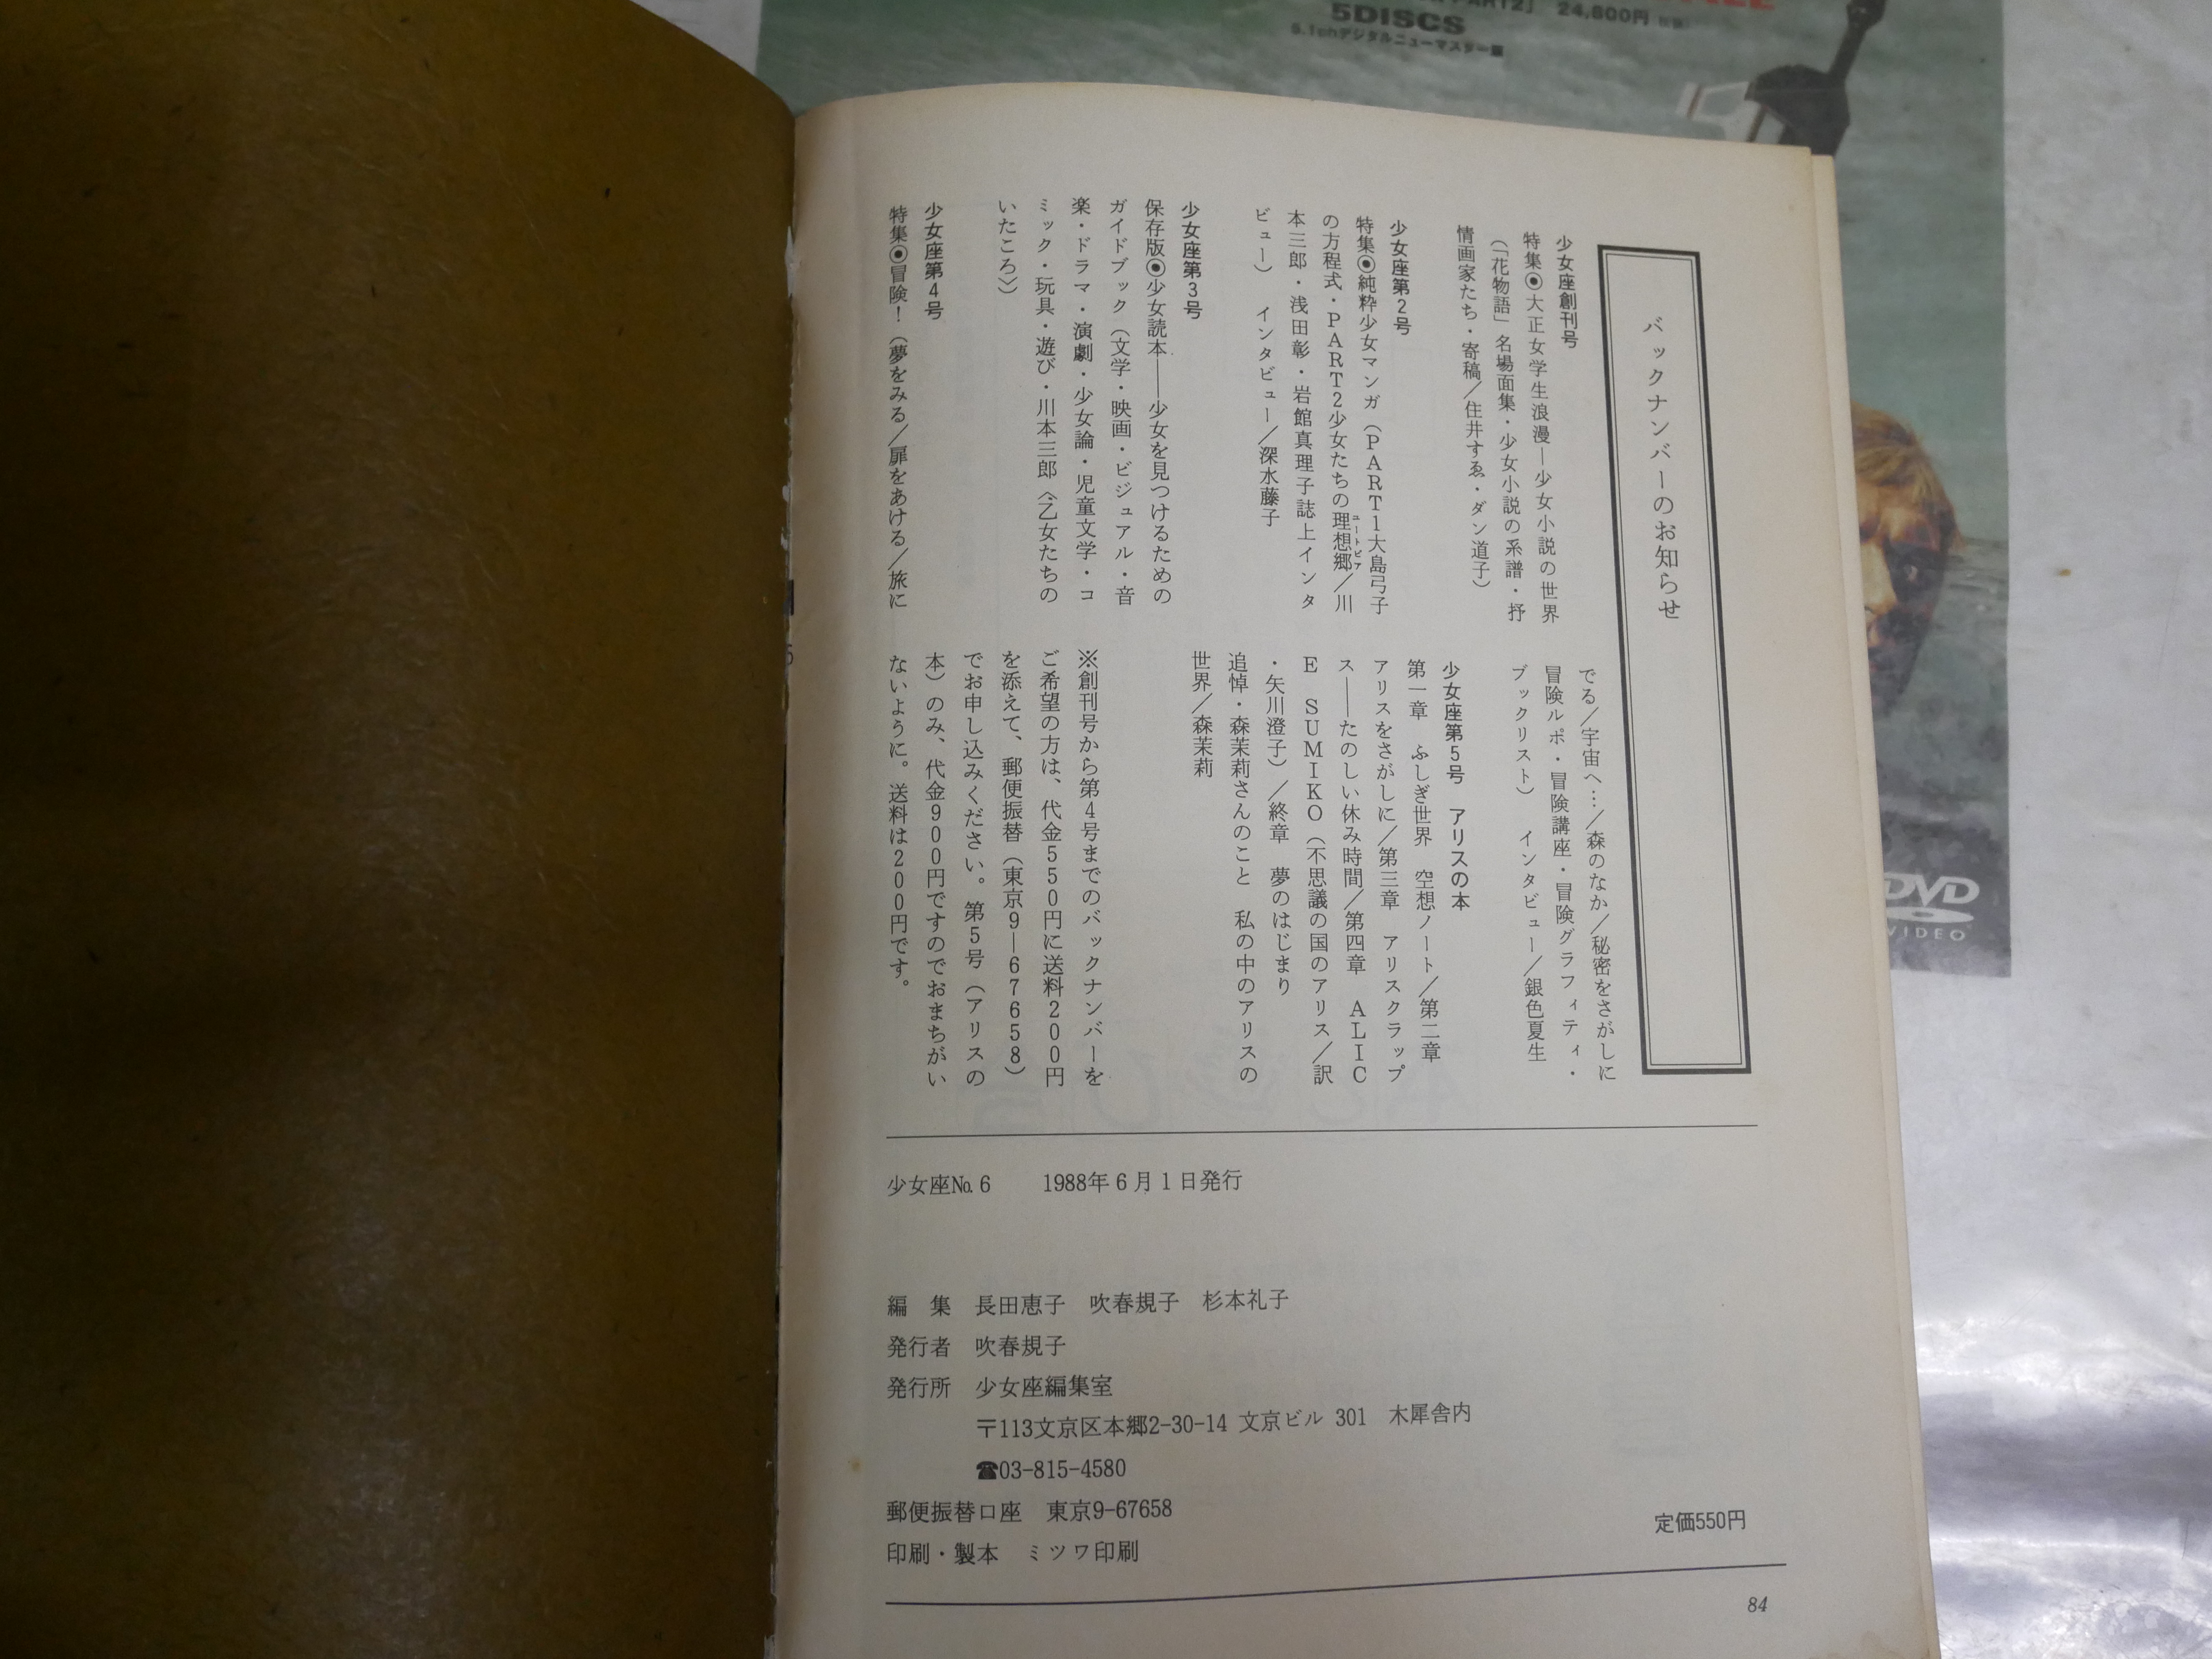 5DISCS
5.1chデジタルニューマスター版
24,800円
DVD
VIDEO
バックナンバーのお知らせ
少女座創刊号
特集◉大正女学生浪漫―少女小説の世界
（「花物語」名場面集・少女小説の系譜・抒
情画家たち・寄稿／住井すゑ・ダン道子）
少女座第2号
特集◉純粋少女マンガ（PART1大島弓子
の方程式・PART2少女たちの理想郷／川
ユートピア
本三郎・浅田彰・岩館真理子誌上インタ
ビュー）　インタビュー／深水藤子
少女座第3号
保存版◉少女読本――少女を見つけるための
ガイドブック（文学・映画・ビジュアル・音
楽・ドラマ・演劇・少女論・児童文学・コ
ミック・玩具・遊び・川本三郎〈乙女たちの
いたころ〉）
少女座第4号
特集◉冒険！（夢をみる／扉をあける／旅に
でる／宇宙へ…／森のなか／秘密をさがしに
冒険ルポ・冒険講座・冒険グラフィティ・
ブックリスト）　インタビュー／銀色夏生
少女座第5号　アリスの本
第一章　ふしぎ世界　空想ノート／第二章
アリスをさがしに／第三章　アリスクラップ
ス――たのしい休み時間／第四章　ALIC
E　SUMIKO（不思議の国のアリス／訳
・矢川澄子）／終章　夢のはじまり
追悼・森茉莉さんのこと　私の中のアリスの
世界／森茉莉
※創刊号から第4号までのバックナンバーを
ご希望の方は、代金550円に送料200円
を添えて、郵便振替（東京9―67658）
でお申し込みください。第5号（アリスの
本）のみ、代金900円ですのでおまちがい
ないように。送料は200円です。
少女座№6　1988年6月1日発行
編　集　長田恵子　吹春規子　杉本礼子
発行者　吹春規子
発行所　少女座編集室
〒113文京区本郷2-30-14 文京ビル 301　木犀舎内
☎03-815-4580
郵便振替口座　東京9-67658
印刷・製本　ミツワ印刷
定価550円
84